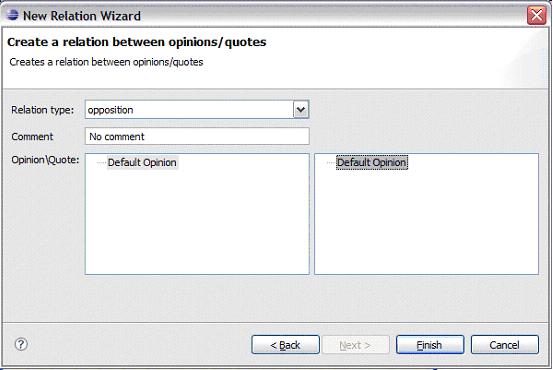 New Relation Wizard
Create a relation between opinions/quotes
Creates a relation between opinions/quotes
Relation type: opposition
Comment No comment
Opinion\Quote: Default Opinion Default Opinion
? < Back Next > Finish Cancel